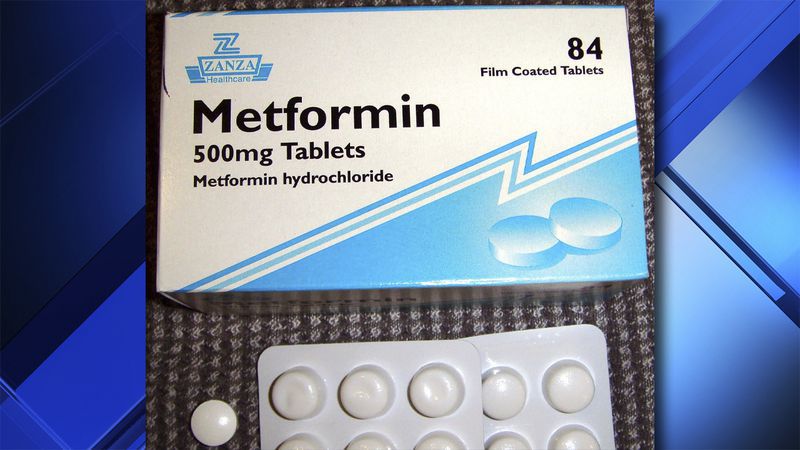 ZANZA
Healthcare
84
Film Coated Tablets
Metformin
500mg Tablets
Metformin hydrochloride